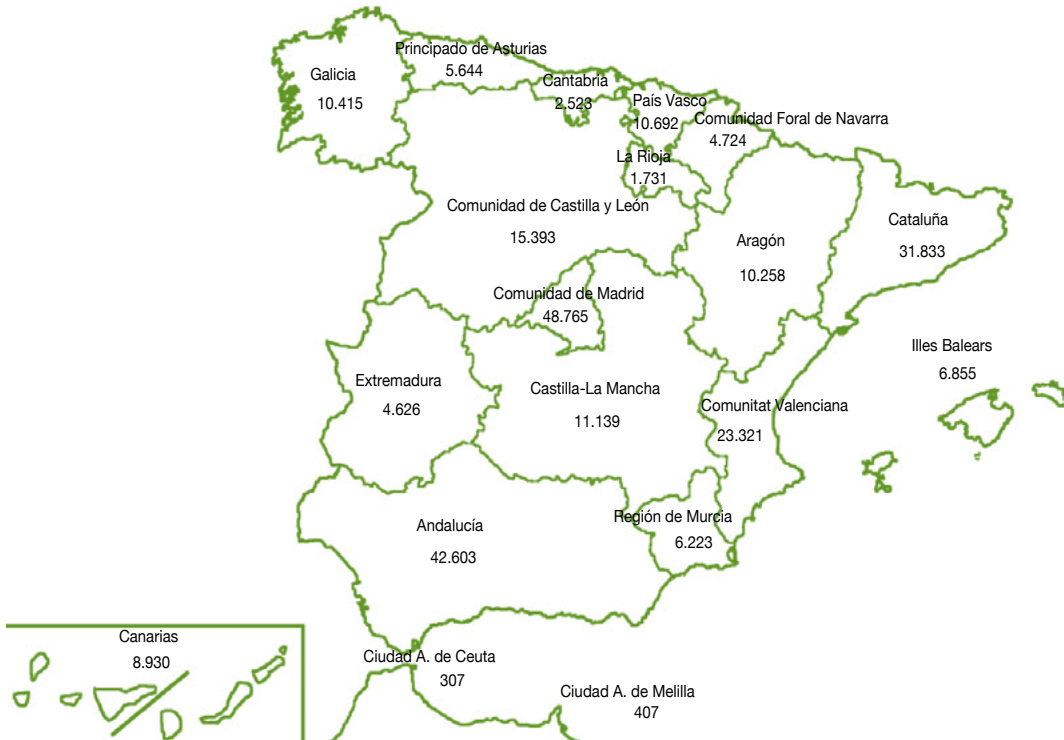 Principado de Asturias
5.644
Galicia
10.415
Cantabria
2.523
País Vasco
10.692
Comunidad Foral de Navarra
4.724
La Rioja
1.731
Comunidad de Castilla y León
15.393
Aragón
10.258
Cataluña
31.833
Comunidad de Madrid
48.765
Illes Balears
6.855
Extremadura
4.626
Castilla-La Mancha
11.139
Comunitat Valenciana
23.321
Región de Murcia
6.223
Andalucía
42.603
Canarias
8.930
Ciudad A. de Ceuta
307
Ciudad A. de Melilla
407